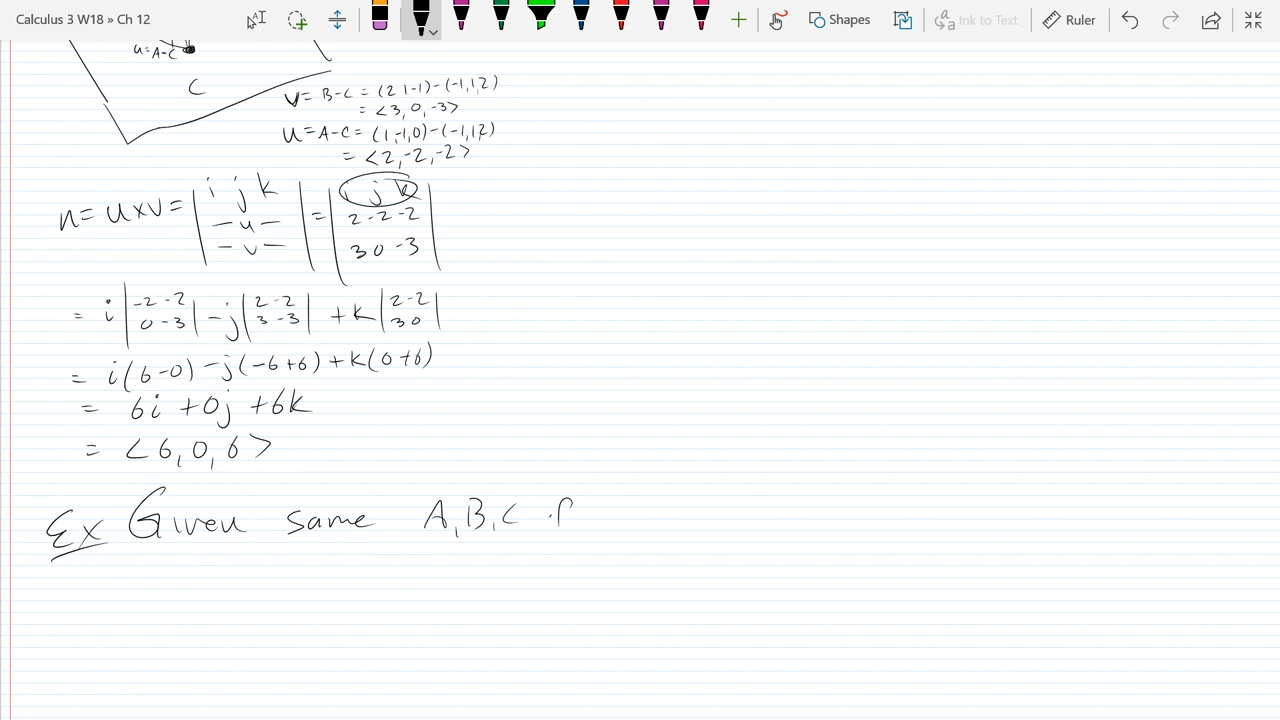 Calculus 3 W18 » Ch 12
Shapes
Ink to Text
Ruler
u=A-C
C
V= B-C = (2 1-1)-(-1,1,2)
= <3, 0, -3>
U=A-C= (1-1,0)-(-1,1,2)
= <2,-2,-2>
n= uxv= | i j k | = | i j k |
-u- 2 -2 -2
-v- 3 0 -3
= i | -2 -2 | -j | 2 -2 | +k | 2 -2 |
0 -3 3 -3 3 0
= i(6-0) -j(-6+6) +k(0+6)
= 6i +0j +6k
= <6,0,6>
Ex Given same A,B,C